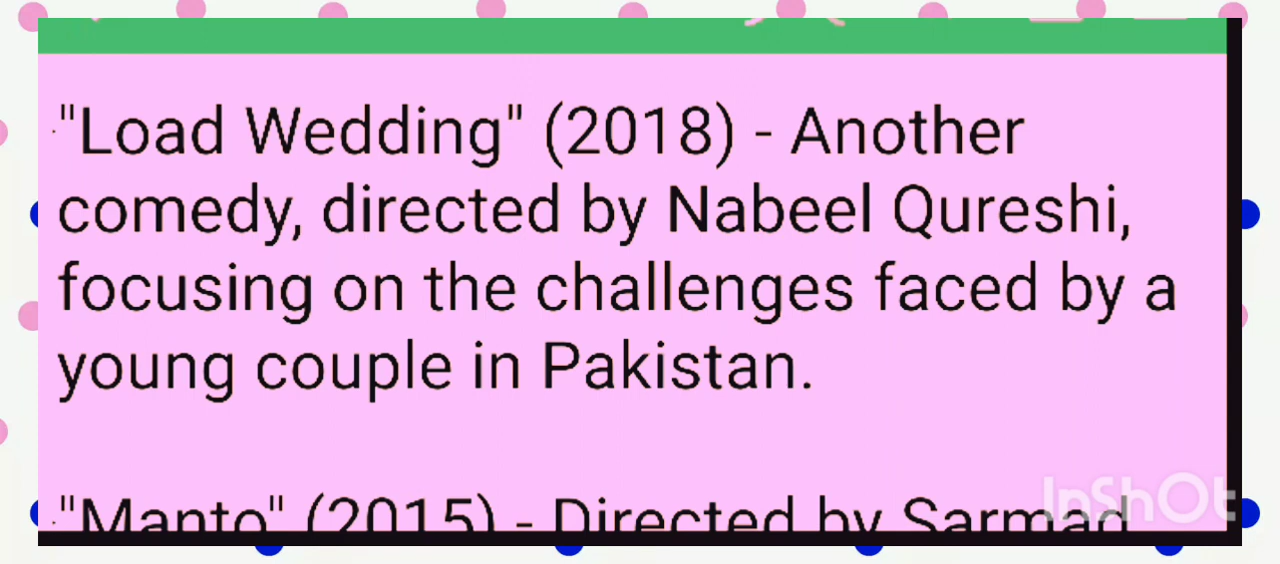 "Load Wedding" (2018) - Another
comedy, directed by Nabeel Qureshi,
focusing on the challenges faced by a
young couple in Pakistan.
"Manto" (2015) - Directed by Sarmad
InShOt